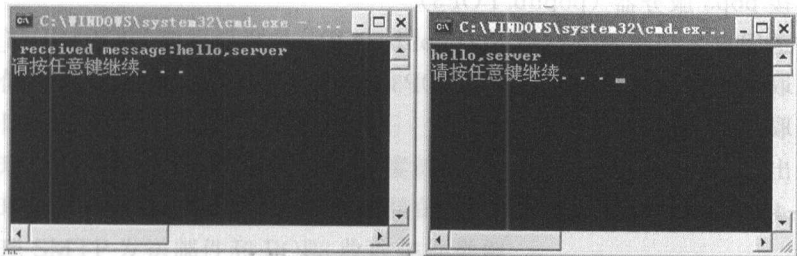 C:\WINDOWS\system32\cmd.exe - ...
received message:hello,server
请按任意键继续. . .
C:\WINDOWS\system32\cmd.ex...
hello,server
请按任意键继续. . .